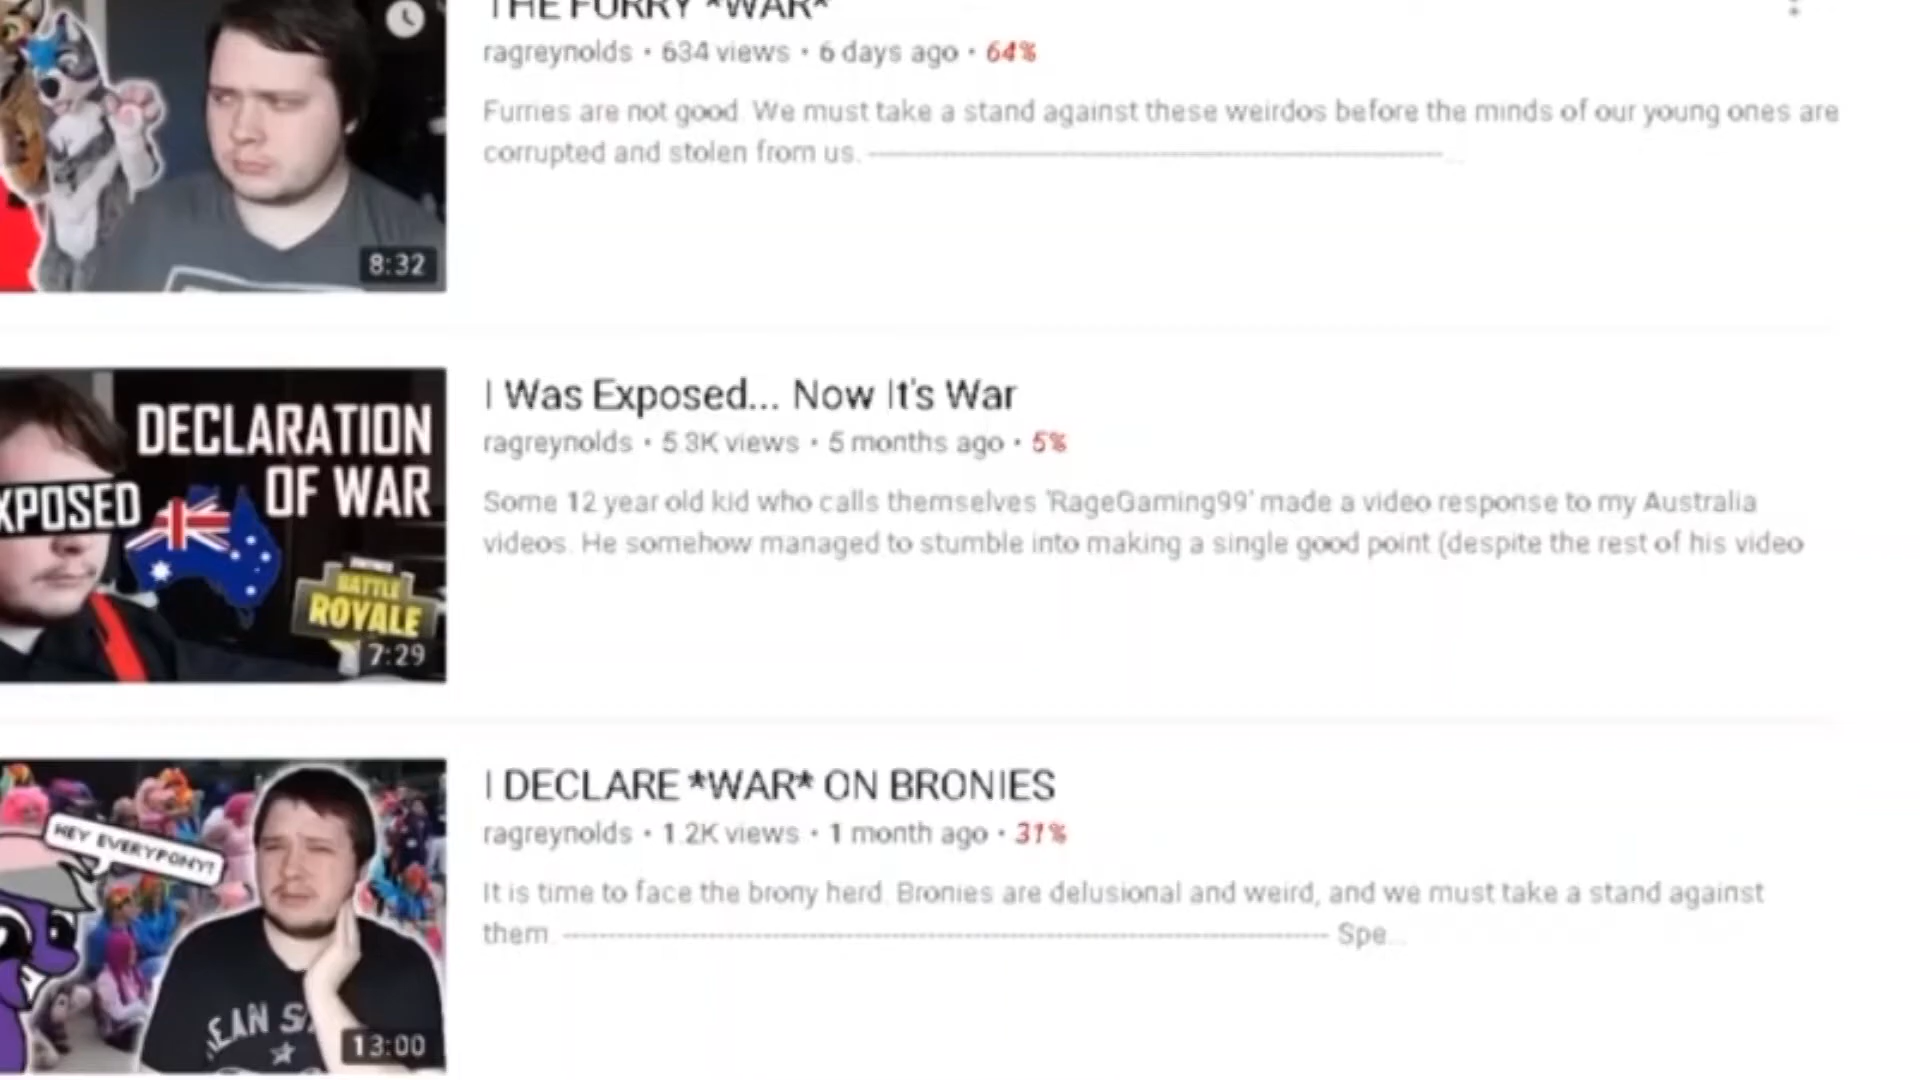 THE FURRY *WAR*
ragreynolds • 634 views • 6 days ago • 64%
Furries are not good. We must take a stand against these weirdos before the minds of our young ones are
corrupted and stolen from us. ------------------------------------------------------------...
8:32
DECLARATION
OF WAR
XPOSED
BATTLE
ROYALE
7:29
I Was Exposed... Now It's War
ragreynolds • 5.3K views • 5 months ago • 5%
Some 12 year old kid who calls themselves 'RageGaming99' made a video response to my Australia
videos. He somehow managed to stumble into making a single good point (despite the rest of his video
HEY EVERYPONY!
EAN S
13:00
I DECLARE *WAR* ON BRONIES
ragreynolds • 1.2K views • 1 month ago • 31%
It is time to face the brony herd. Bronies are delusional and weird, and we must take a stand against
them. -------------------------------------------------------------------------------- Spe...